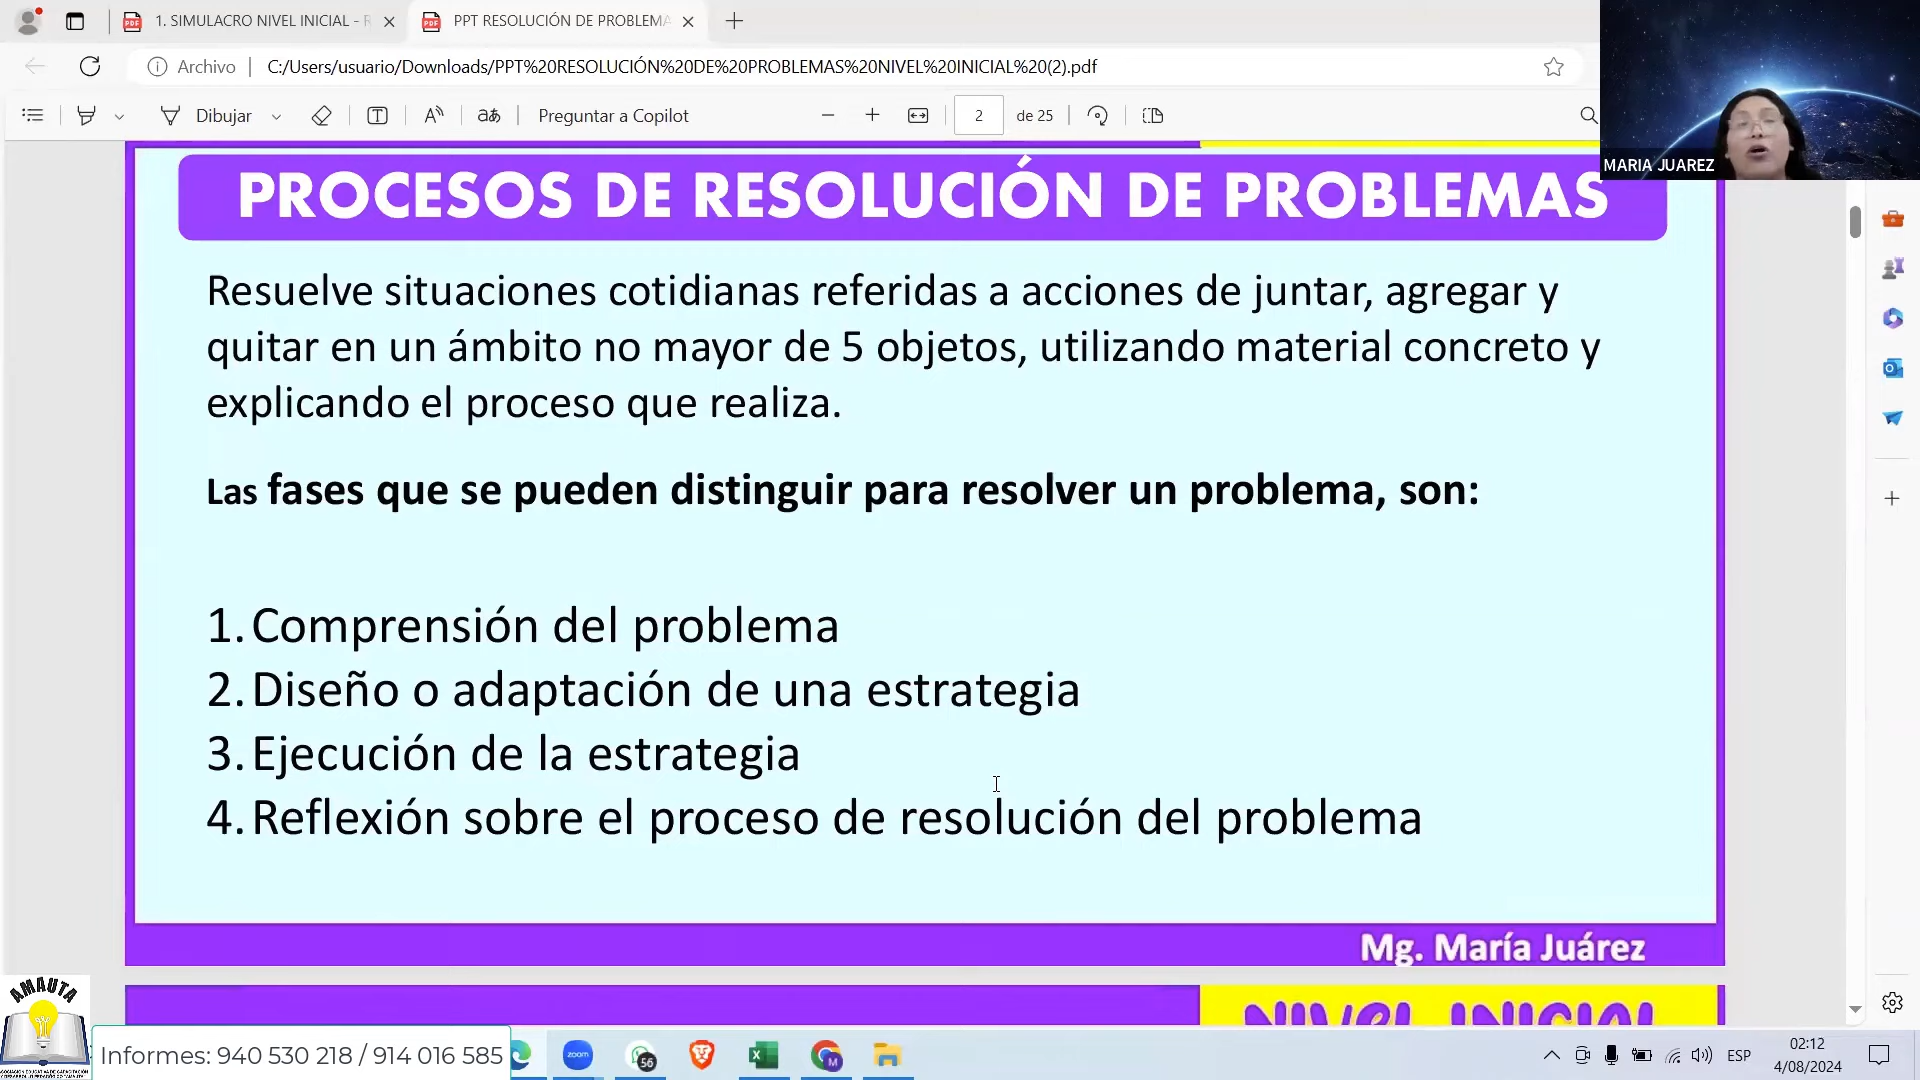 1. SIMULACRO NIVEL INICIAL - R
PPT RESOLUCIÓN DE PROBLEMA
Archivo
C:/Users/usuario/Downloads/PPT%20RESOLUCIÓN%20DE%20PROBLEMAS%20NIVEL%20INICIAL%20(2).pdf
Dibujar
Preguntar a Copilot
2
de 25
MARIA JUAREZ
PROCESOS DE RESOLUCIÓN DE PROBLEMAS
Resuelve situaciones cotidianas referidas a acciones de juntar, agregar y
quitar en un ámbito no mayor de 5 objetos, utilizando material concreto y
explicando el proceso que realiza.
Las fases que se pueden distinguir para resolver un problema, son:
1. Comprensión del problema
2. Diseño o adaptación de una estrategia
3. Ejecución de la estrategia
4. Reflexión sobre el proceso de resolución del problema
Mg. María Juárez
NIVEL INICIAL
AMAUTA
Informes: 940 530 218 / 914 016 585
zoom
56
M
ESP
02:12
4/08/2024